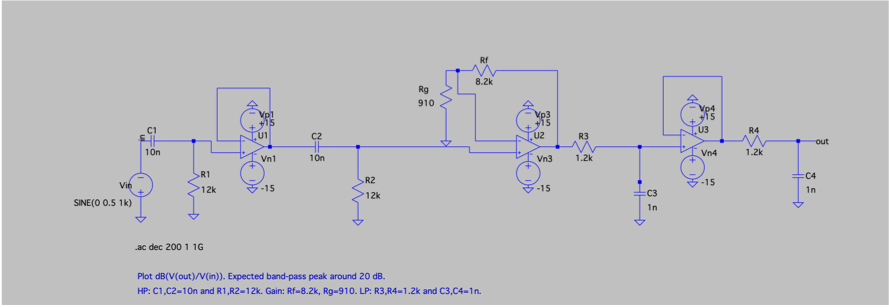 Rf
8.2k
Rg
910
Vp1
+15
Vp3
+15
Vp4
+15
in
C1
10n
U1
C2
10n
U2
R3
1.2k
U3
R4
1.2k
out
Vn1
-15
Vn3
-15
Vn4
-15
Vin
SINE(0 0.5 1k)
R1
12k
R2
12k
C3
1n
C4
1n
.ac dec 200 1 1G
Plot dB(V(out)/V(in)). Expected band-pass peak around 20 dB.
HP: C1,C2=10n and R1,R2=12k. Gain: Rf=8.2k, Rg=910. LP: R3,R4=1.2k and C3,C4=1n.